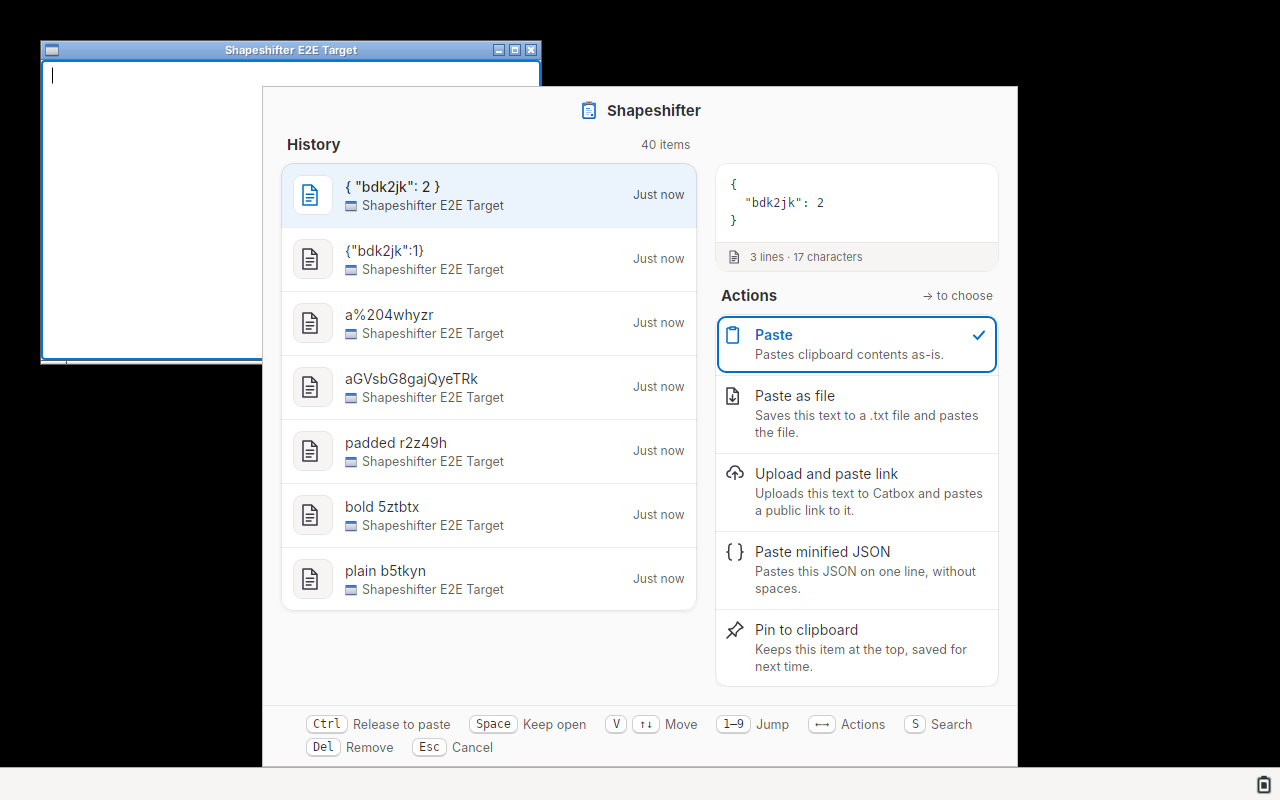 Shapeshifter E2E Target
Shapeshifter
History
40 items
{ "bdk2jk": 2 }
Shapeshifter E2E Target
Just now
{"bdk2jk":1}
Shapeshifter E2E Target
Just now
a%204whyzr
Shapeshifter E2E Target
Just now
aGVsbG8gajQyeTRk
Shapeshifter E2E Target
Just now
padded r2z49h
Shapeshifter E2E Target
Just now
bold 5ztbtx
Shapeshifter E2E Target
Just now
plain b5tkyn
Shapeshifter E2E Target
Just now
{
"bdk2jk": 2
}
3 lines · 17 characters
Actions
→ to choose
Paste
Pastes clipboard contents as-is.
Paste as file
Saves this text to a .txt file and pastes
the file.
Upload and paste link
Uploads this text to Catbox and pastes
a public link to it.
Paste minified JSON
Pastes this JSON on one line, without
spaces.
Pin to clipboard
Keeps this item at the top, saved for
next time.
Ctrl Release to paste Space Keep open V ↑↓ Move 1–9 Jump ←→ Actions S Search
Del Remove Esc Cancel